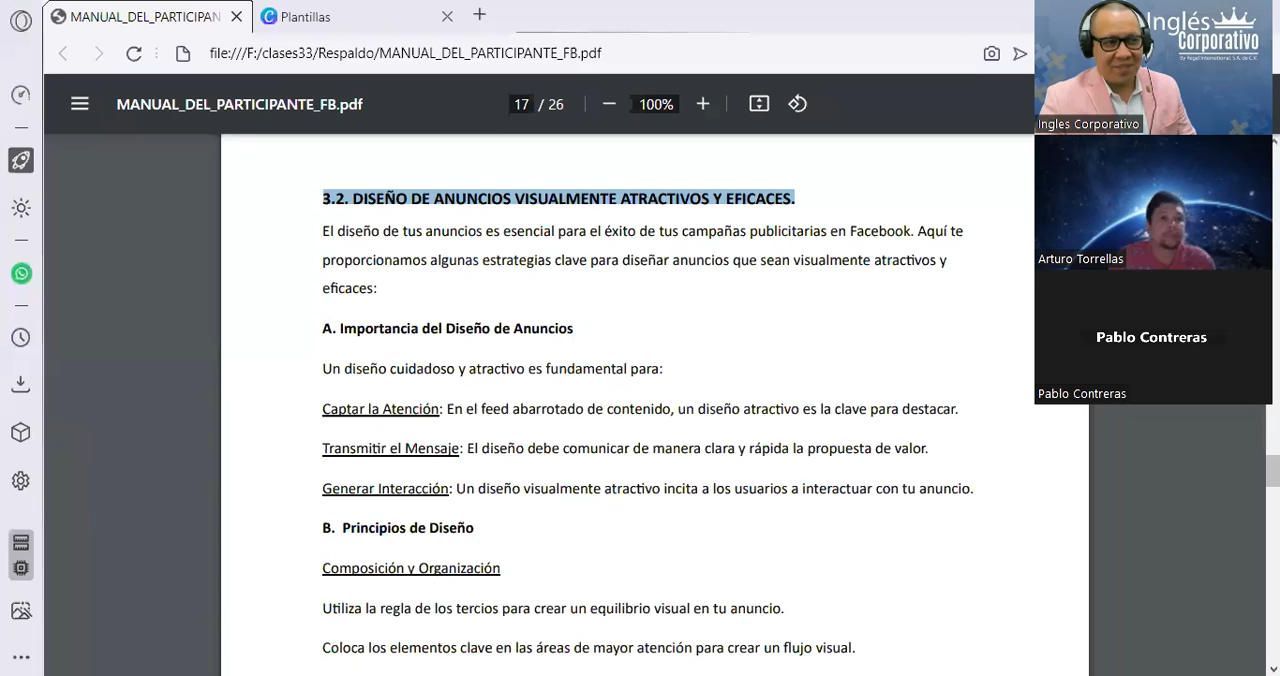 MANUAL_DEL_PARTICIPAN
Plantillas
file:///F:/clases33/Respaldo/MANUAL_DEL_PARTICIPANTE_FB.pdf
MANUAL_DEL_PARTICIPANTE_FB.pdf
17 / 26
100%
3.2. DISEÑO DE ANUNCIOS VISUALMENTE ATRACTIVOS Y EFICACES.
El diseño de tus anuncios es esencial para el éxito de tus campañas publicitarias en Facebook. Aquí te
proporcionamos algunas estrategias clave para diseñar anuncios que sean visualmente atractivos y
eficaces:
A. Importancia del Diseño de Anuncios
Un diseño cuidadoso y atractivo es fundamental para:
Captar la Atención: En el feed abarrotado de contenido, un diseño atractivo es la clave para destacar.
Transmitir el Mensaje: El diseño debe comunicar de manera clara y rápida la propuesta de valor.
Generar Interacción: Un diseño visualmente atractivo incita a los usuarios a interactuar con tu anuncio.
B. Principios de Diseño
Composición y Organización
Utiliza la regla de los tercios para crear un equilibrio visual en tu anuncio.
Coloca los elementos clave en las áreas de mayor atención para crear un flujo visual.
Inglés
Corporativo
By Regal International, S.A. de C.V.
Ingles Corporativo
Arturo Torrellas
Pablo Contreras
Pablo Contreras